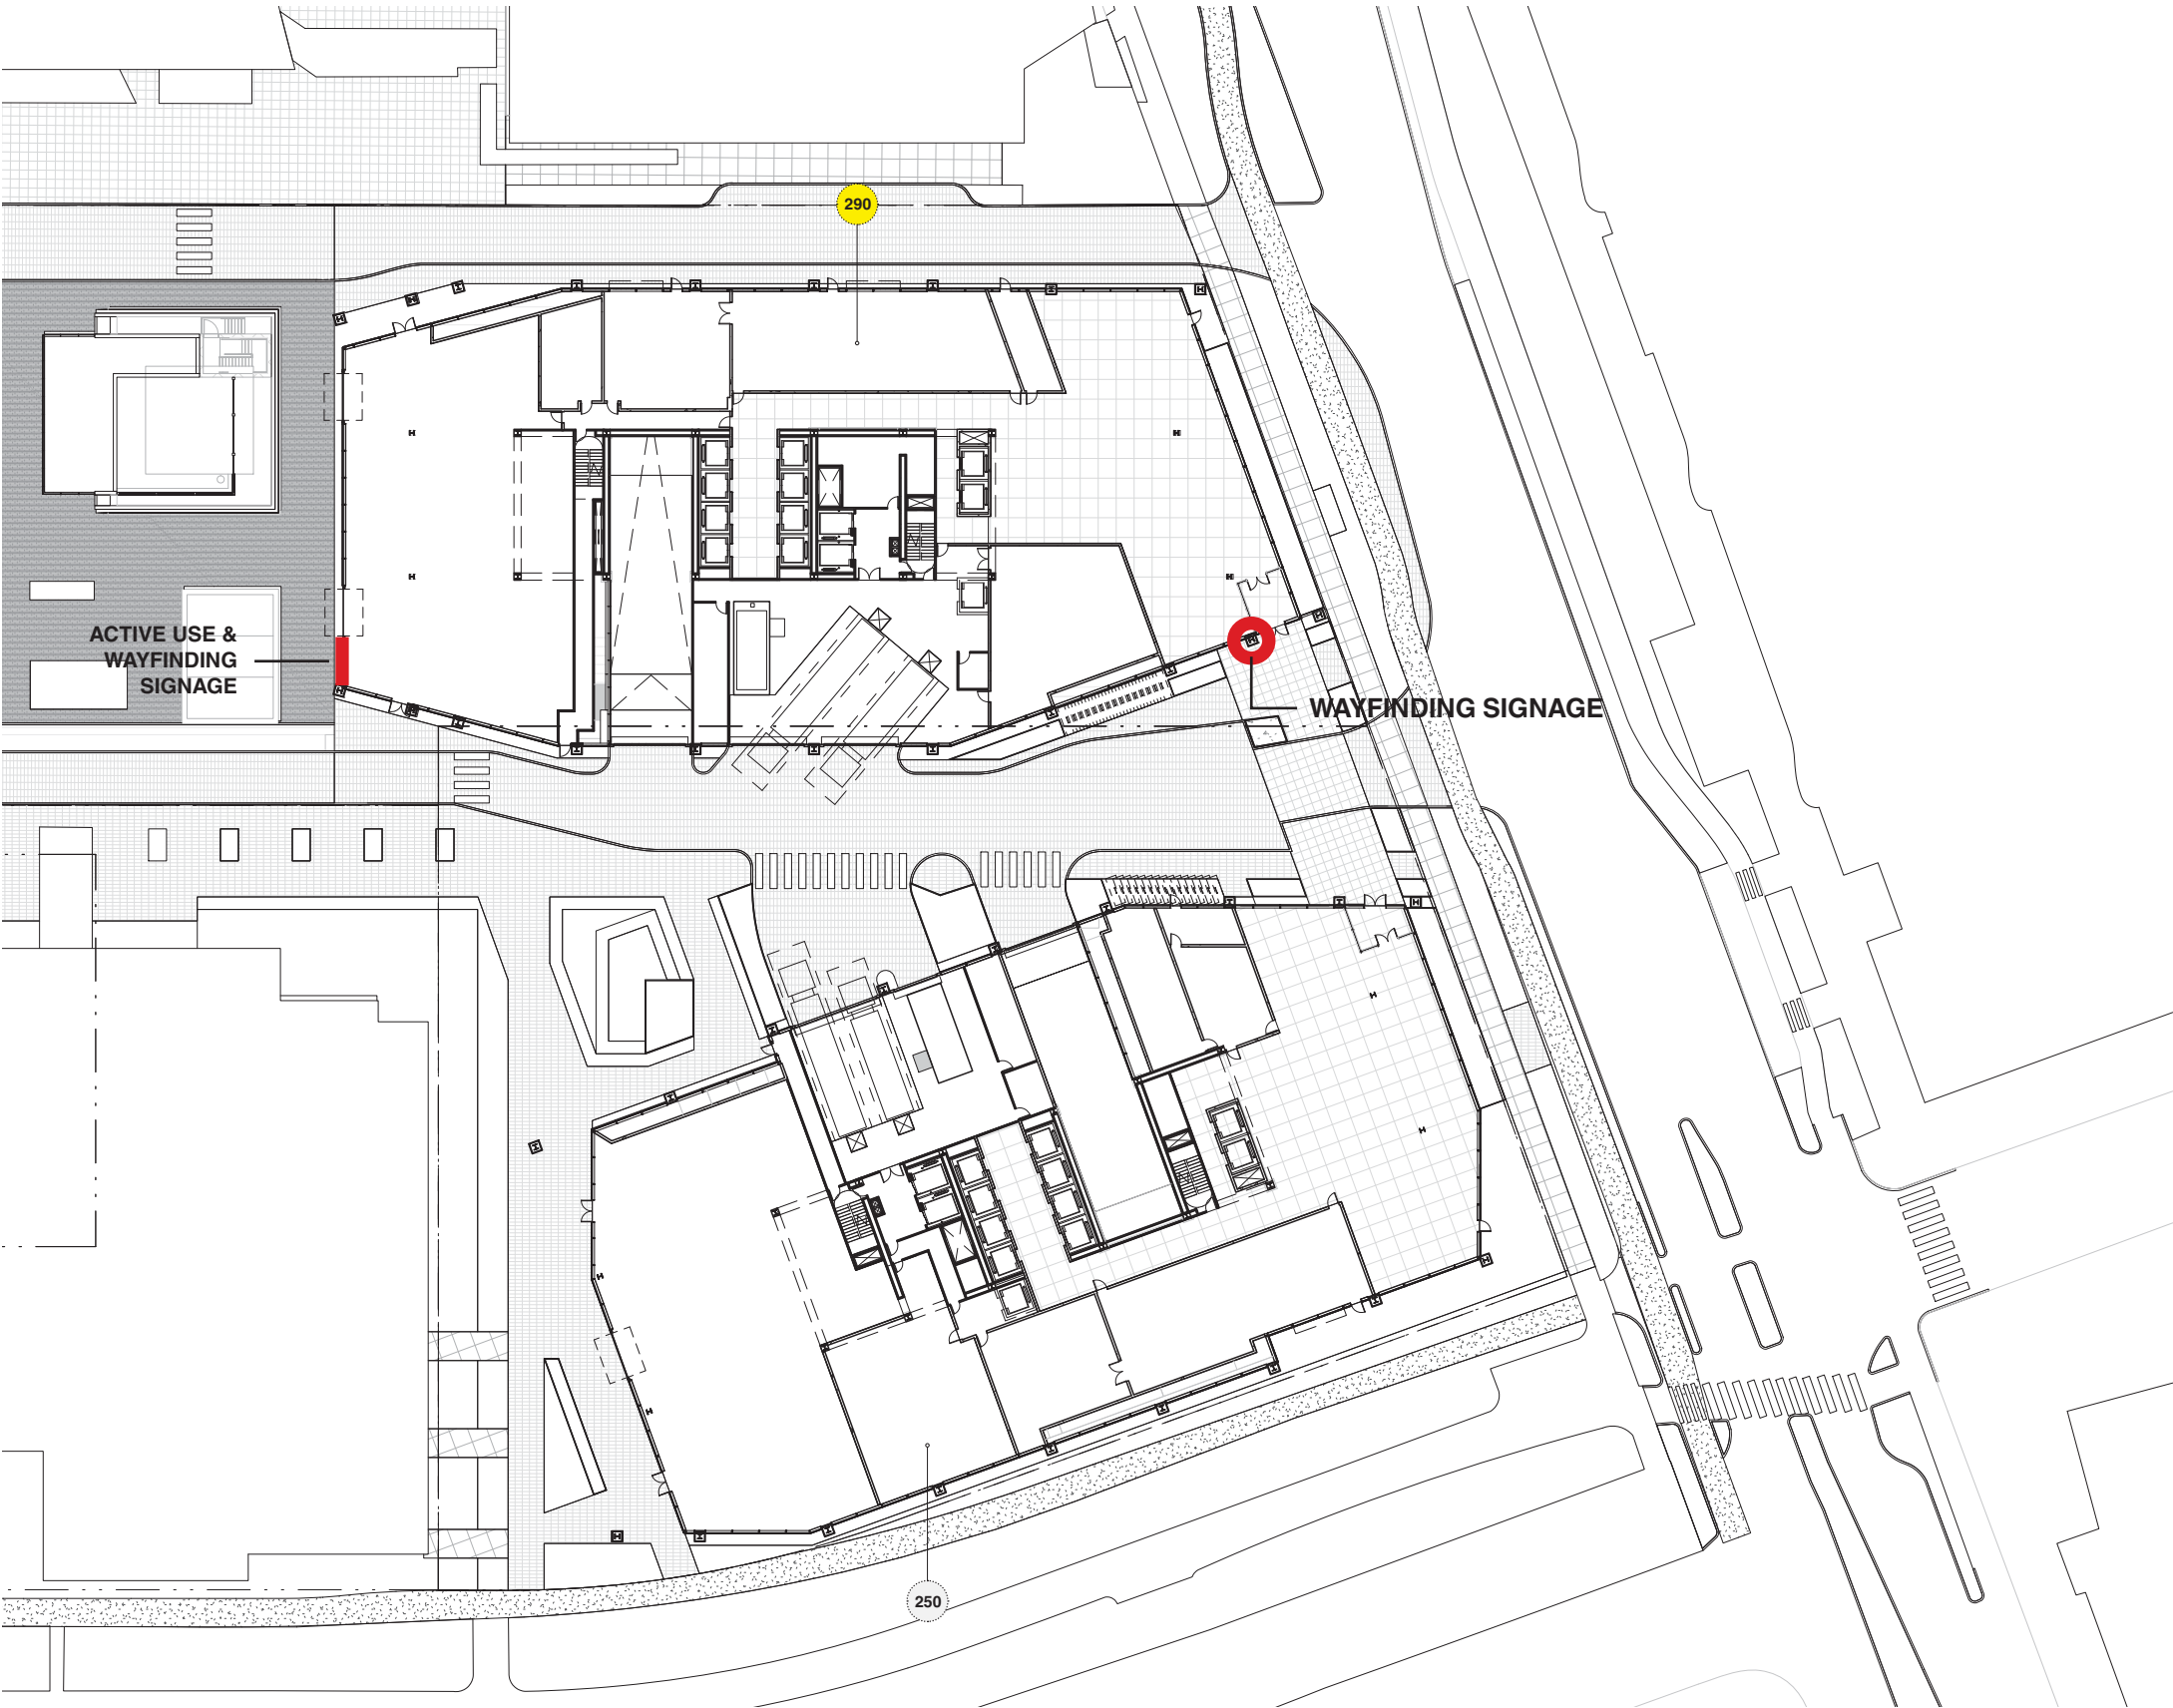 290
ACTIVE USE &
WAYFINDING
SIGNAGE
WAYFINDING SIGNAGE
250